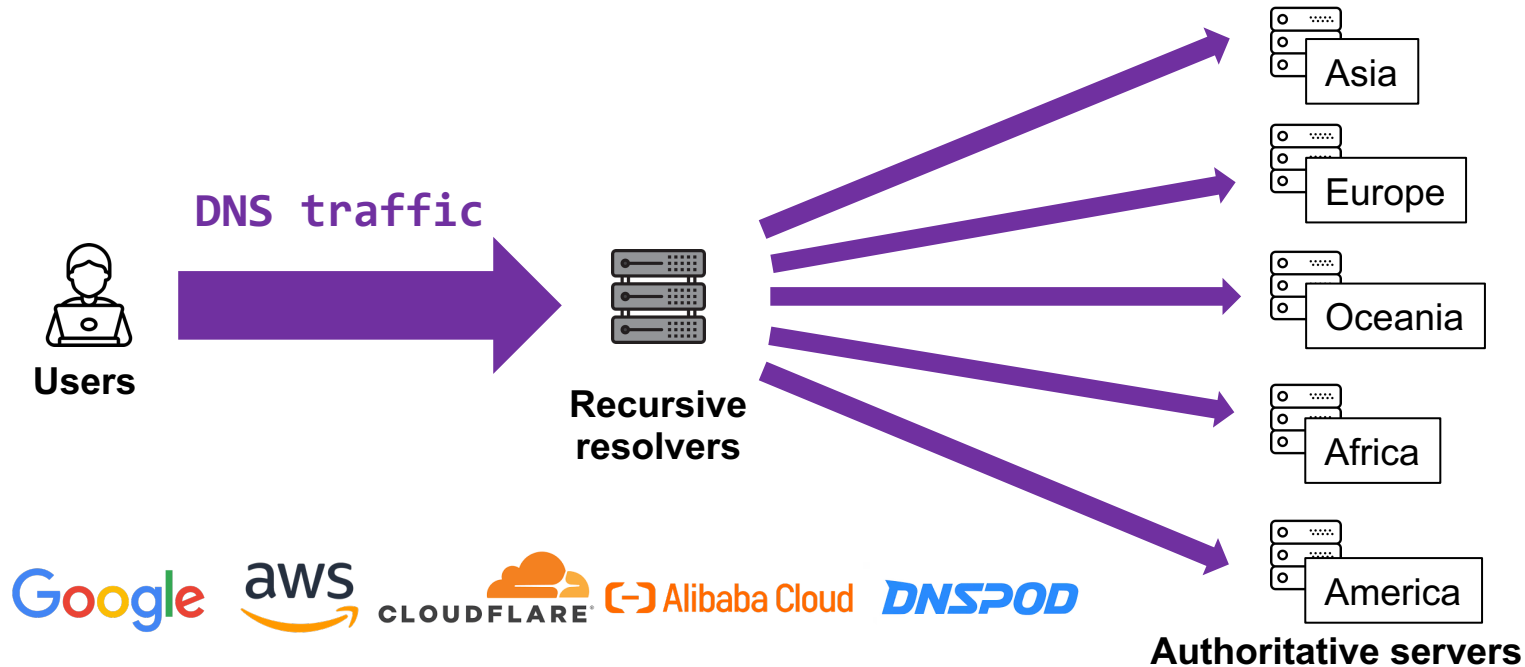 DNS traffic
Users
Recursive
resolvers
Asia
Europe
Oceania
Africa
America
Authoritative servers
Google
aws
CLOUDFLARE
Alibaba Cloud
DNSPOD